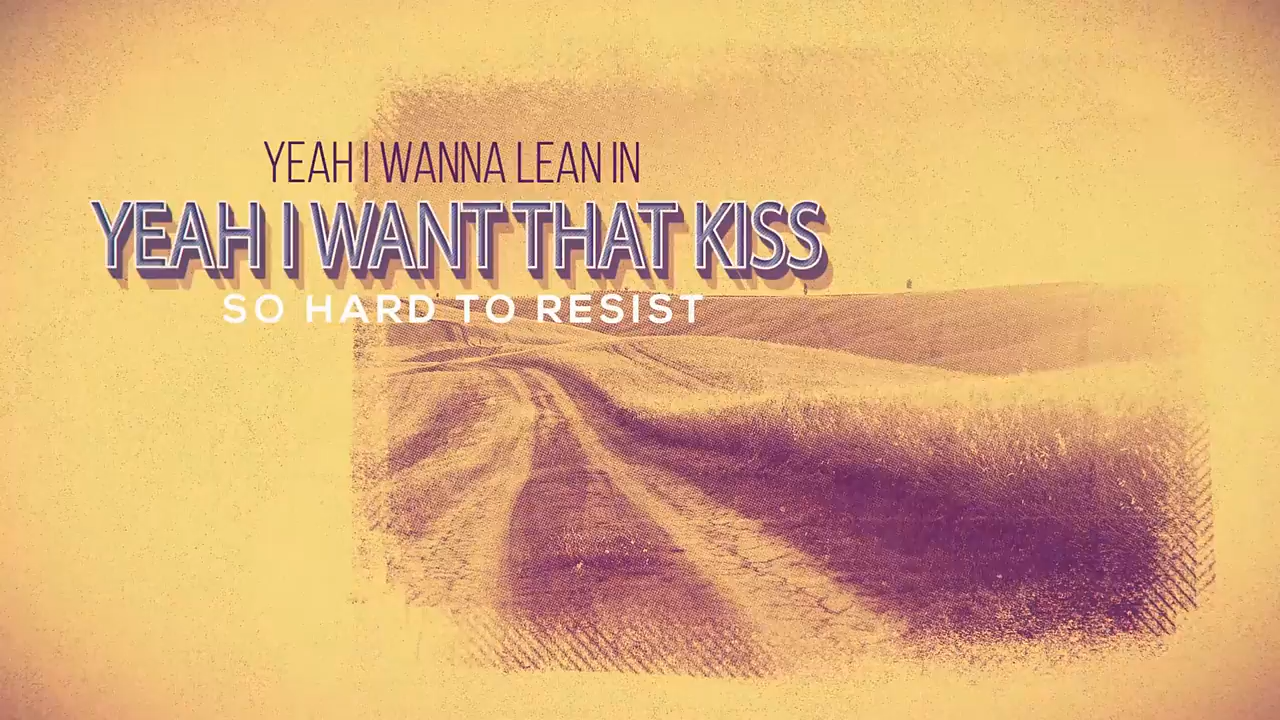 YEAH I WANNA LEAN IN
YEAH I WANT THAT KISS
SO HARD TO RESIST